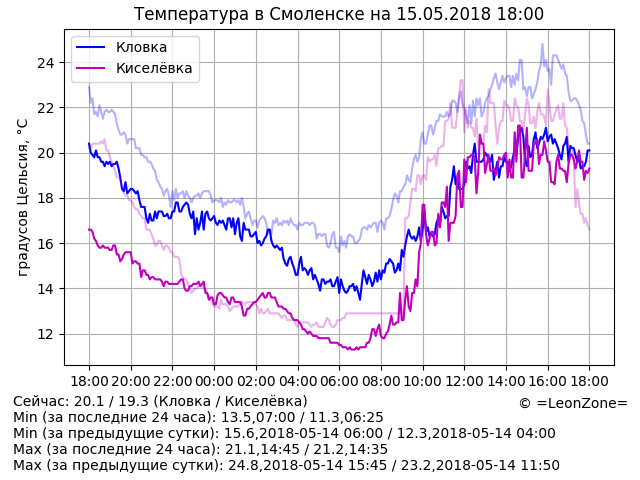 Температура в Смоленске на 15.05.2018 18:00
Кловка
Киселёвка
градусов Цельсия, °C
24
22
20
18
16
14
12
18:00 20:00 22:00 00:00 02:00 04:00 06:00 08:00 10:00 12:00 14:00 16:00 18:00
Сейчас: 20.1 / 19.3 (Кловка / Киселёвка)
© =LeonZone=
Min (за последние 24 часа): 13.5,07:00 / 11.3,06:25
Min (за предыдущие сутки): 15.6,2018-05-14 06:00 / 12.3,2018-05-14 04:00
Max (за последние 24 часа): 21.1,14:45 / 21.2,14:35
Max (за предыдущие сутки): 24.8,2018-05-14 15:45 / 23.2,2018-05-14 11:50